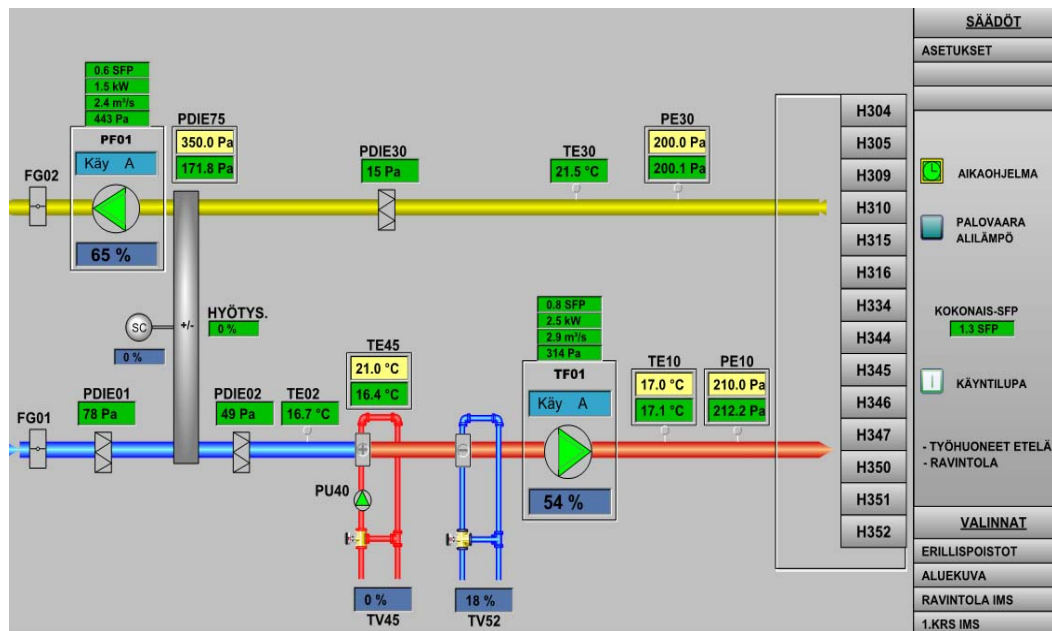 0.6 SFP
1.5 kW
2.4 m³/s
443 Pa
PF01
Käy A
65 %
FG02
PDIE75
350.0 Pa
171.8 Pa
PDIE30
15 Pa
TE30
21.5 °C
PE30
200.0 Pa
200.1 Pa
SC
0 %
+/-
HYÖTYS.
0 %
FG01
PDIE01
78 Pa
PDIE02
49 Pa
TE02
16.7 °C
TE45
21.0 °C
16.4 °C
PU40
0 %
TV45
18 %
TV52
0.8 SFP
2.5 kW
2.9 m³/s
314 Pa
TF01
Käy A
54 %
TE10
17.0 °C
17.1 °C
PE10
210.0 Pa
212.2 Pa
H304
H305
H309
H310
H315
H316
H334
H344
H345
H346
H347
H350
H351
H352
SÄÄDÖT
ASETUKSET
AIKAOHJELMA
PALOVAARA
ALILÄMPÖ
KOKONAIS-SFP
1.3 SFP
KÄYNTILUPA
- TYÖHUONEET ETELÄ
- RAVINTOLA
VALINNAT
ERILLISPOISTOT
ALUEKUVA
RAVINTOLA IMS
1.KRS IMS